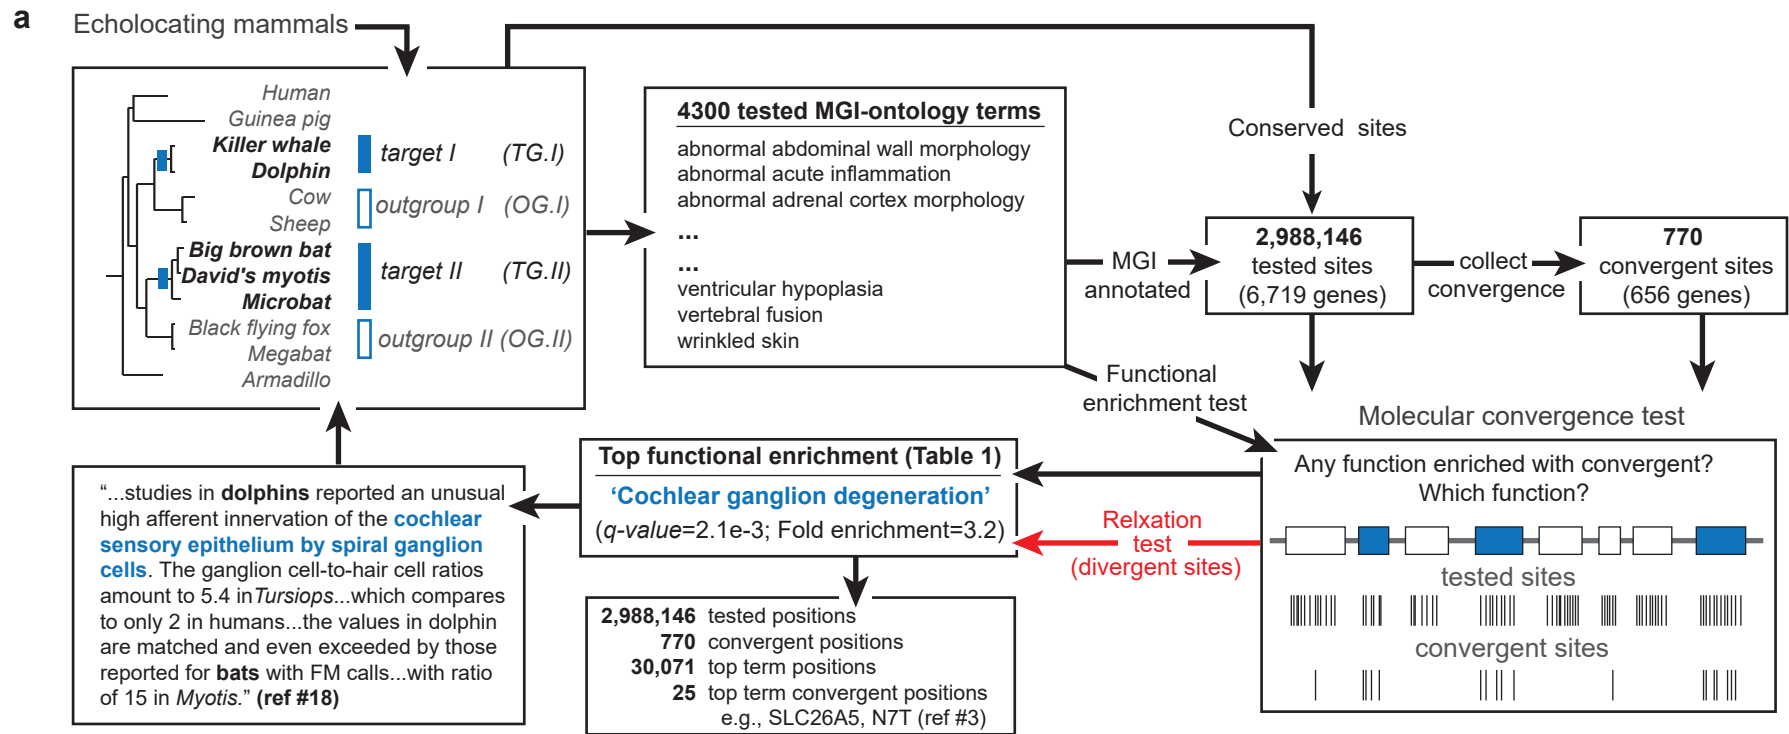 a
Echolocating mammals
Human
Guinea pig
Killer whale
Dolphin
Cow
Sheep
Big brown bat
David's myotis
Microbat
Black flying fox
Megabat
Armadillo
target I (TG.I)
outgroup I (OG.I)
target II (TG.II)
outgroup II (OG.II)
4300 tested MGI-ontology terms
abnormal abdominal wall morphology
abnormal acute inflammation
abnormal adrenal cortex morphology
...
...
ventricular hypoplasia
vertebral fusion
wrinkled skin
Conserved sites
MGI
annotated
2,988,146
tested sites
(6,719 genes)
collect
convergence
770
convergent sites
(656 genes)
Functional
enrichment test
Molecular convergence test
Any function enriched with convergent?
Which function?
tested sites
convergent sites
Relxation
test
(divergent sites)
Top functional enrichment (Table 1)
‘Cochlear ganglion degeneration’
(q-value=2.1e-3; Fold enrichment=3.2)
2,988,146 tested positions
770 convergent positions
30,071 top term positions
25 top term convergent positions
e.g., SLC26A5, N7T (ref #3)
“...studies in dolphins reported an unusual
high afferent innervation of the cochlear
sensory epithelium by spiral ganglion
cells. The ganglion cell-to-hair cell ratios
amount to 5.4 in Tursiops...which compares
to only 2 in humans...the values in dolphin
are matched and even exceeded by those
reported for bats with FM calls...with ratio
of 15 in Myotis.” (ref #18)